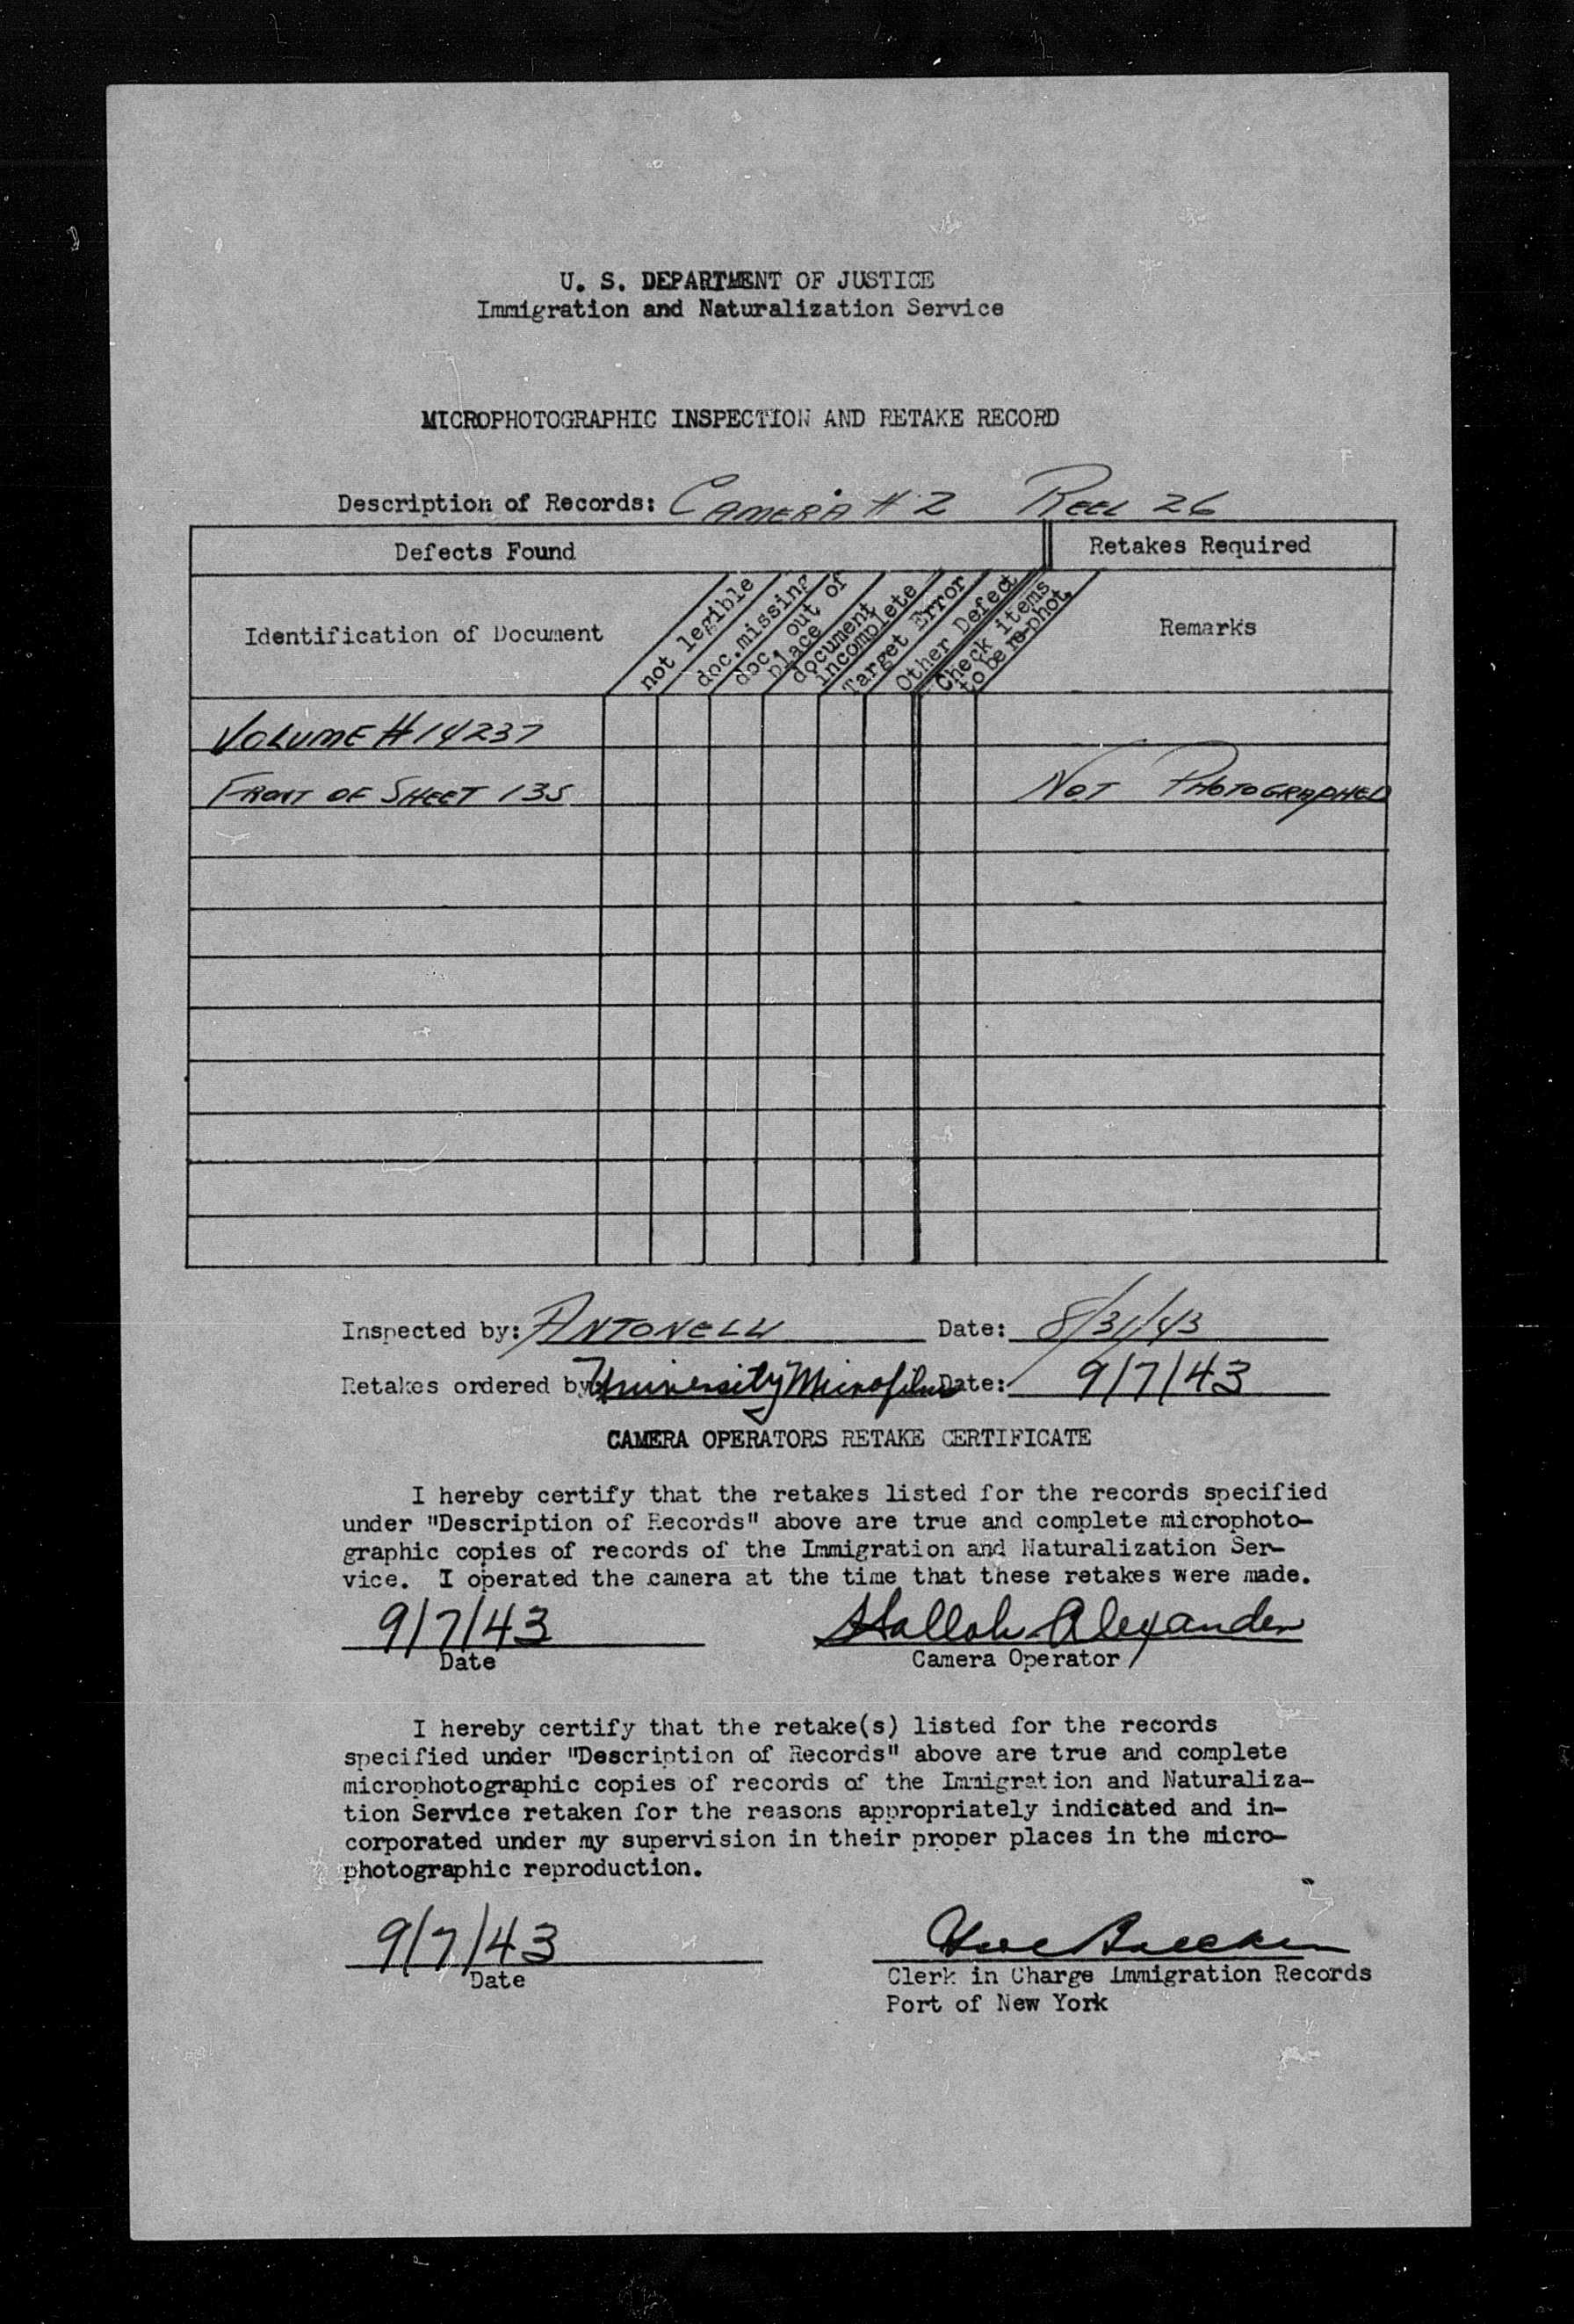 U. S. DEPARTMENT OF JUSTICE
Immigration and Naturalization Service
MICROPHOTOGRAPHIC INSPECTION AND RETAKE RECORD
Description of Records: CAMERA # 2 REEL 26
Defects Found
Retakes Required
Identification of Document
not legible
doc. missing
doc. out of
place
document
incomplete
Target Error
Other Defect
Check items
to be re-phot.
Remarks
VOLUME # 14237
FRONT OF SHEET 135 NOT PHOTOGRAPHED
Inspected by: ANTONELLI Date: 8/31/43
Retakes ordered by University Microfilms Date: 9/7/43
CAMERA OPERATORS RETAKE CERTIFICATE
I hereby certify that the retakes listed for the records specified
under "Description of Records" above are true and complete microphoto-
graphic copies of records of the Immigration and Naturalization Ser-
vice. I operated the camera at the time that these retakes were made.
9/7/43 Alexander
Date Camera Operator
I hereby certify that the retake(s) listed for the records
specified under "Description of Records" above are true and complete
microphotographic copies of records of the Immigration and Naturaliza-
tion Service retaken for the reasons appropriately indicated and in-
corporated under my supervision in their proper places in the micro-
photographic reproduction.
9/7/43
Date
Clerk in Charge Immigration Records
Port of New York